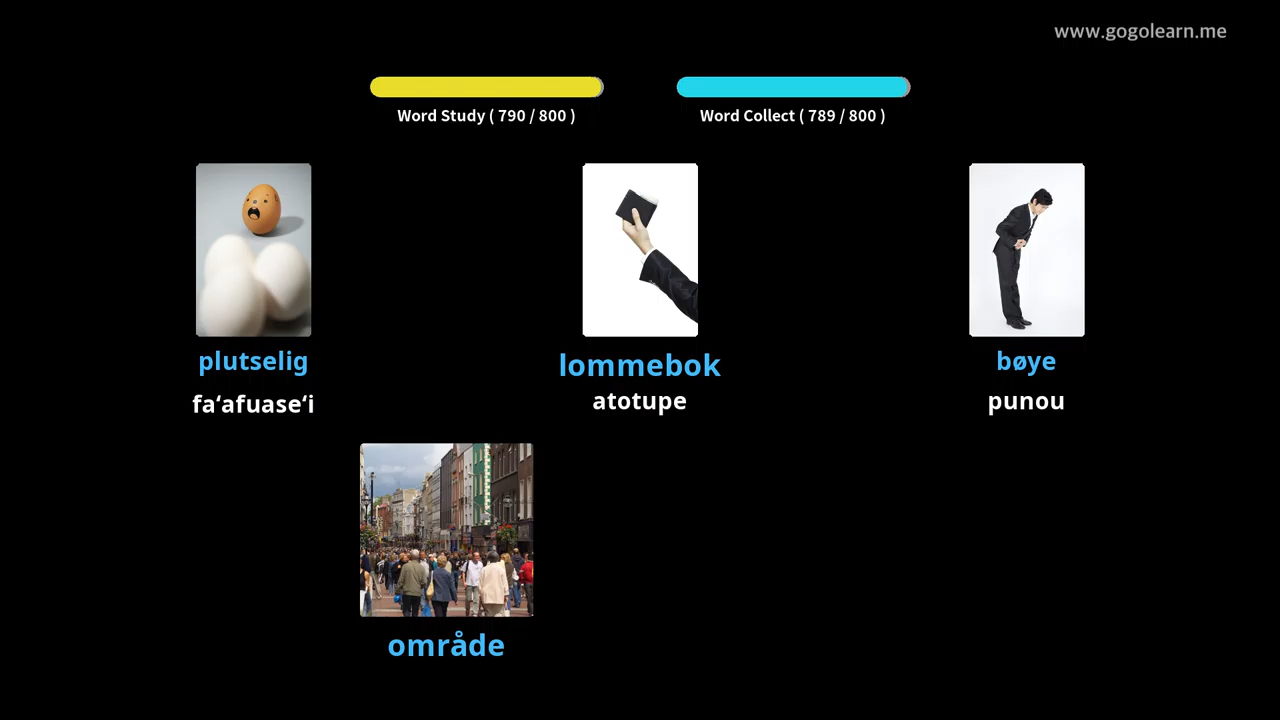 www.gogolearn.me
Word Study ( 790 / 800 )
Word Collect ( 789 / 800 )
plutselig
lommebok
bøye
fa‘afuase‘i
atotupe
punou
område